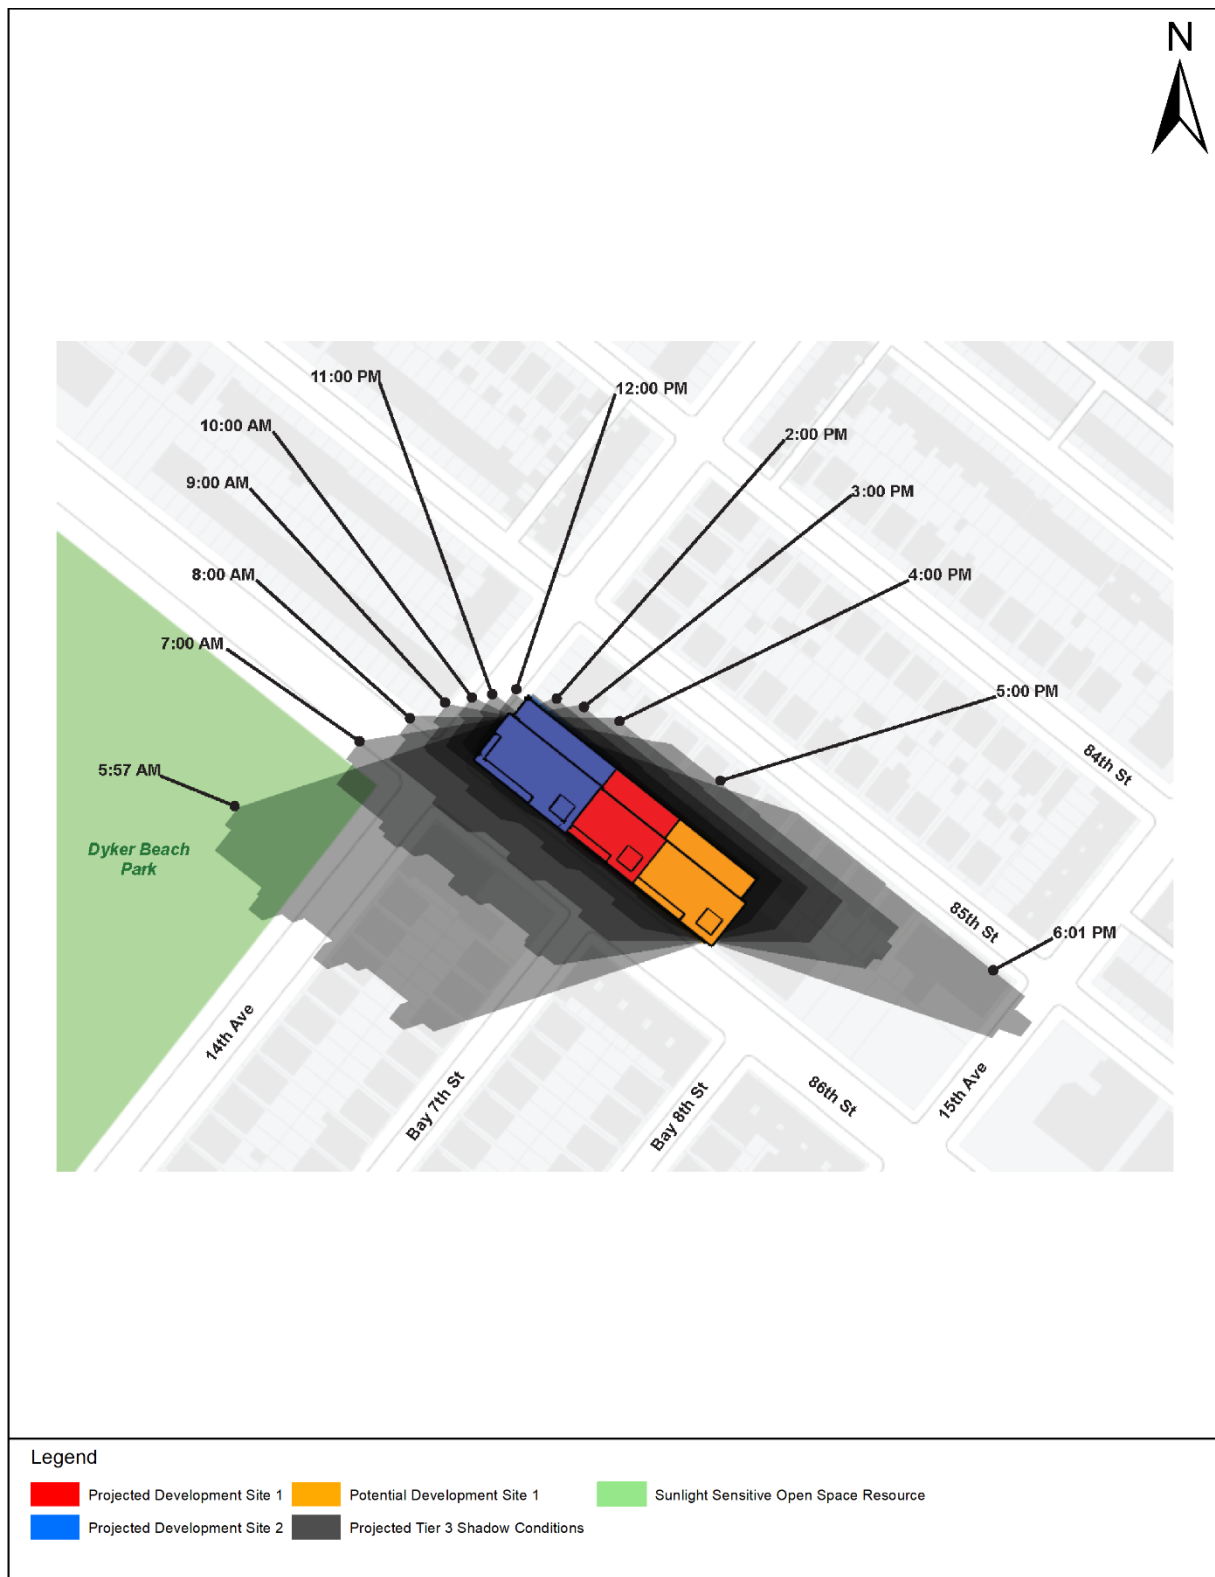 N
11:00 PM
12:00 PM
10:00 AM
2:00 PM
9:00 AM
3:00 PM
8:00 AM
4:00 PM
7:00 AM
5:00 PM
5:57 AM
84th St
Dyker Beach
Park
85th St
6:01 PM
14th Ave
Bay 7th St
Bay 8th St
86th St
15th Ave
Legend
Projected Development Site 1
Potential Development Site 1
Sunlight Sensitive Open Space Resource
Projected Development Site 2
Projected Tier 3 Shadow Conditions